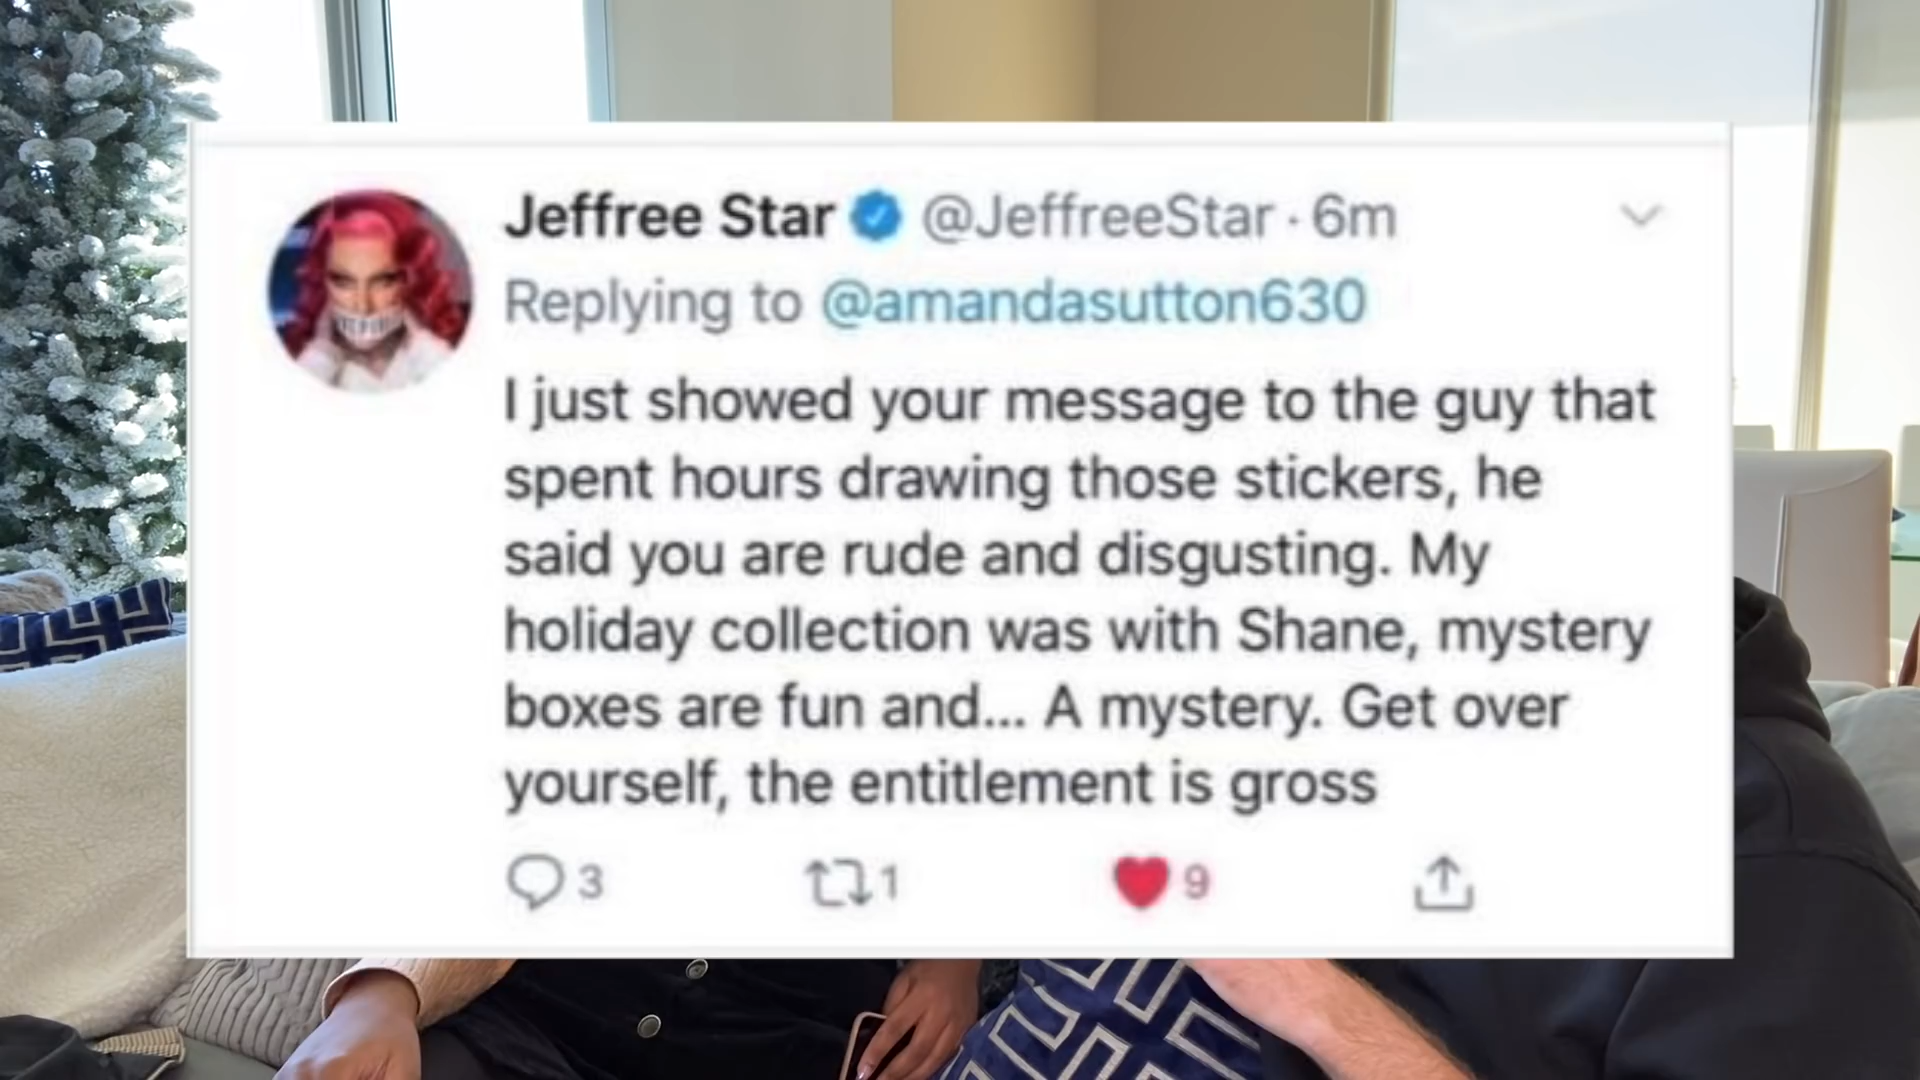 Jeffree Star @JeffreeStar · 6m
Replying to @amandasutton630
I just showed your message to the guy that
spent hours drawing those stickers, he
said you are rude and disgusting. My
holiday collection was with Shane, mystery
boxes are fun and... A mystery. Get over
yourself, the entitlement is gross
3 1 9